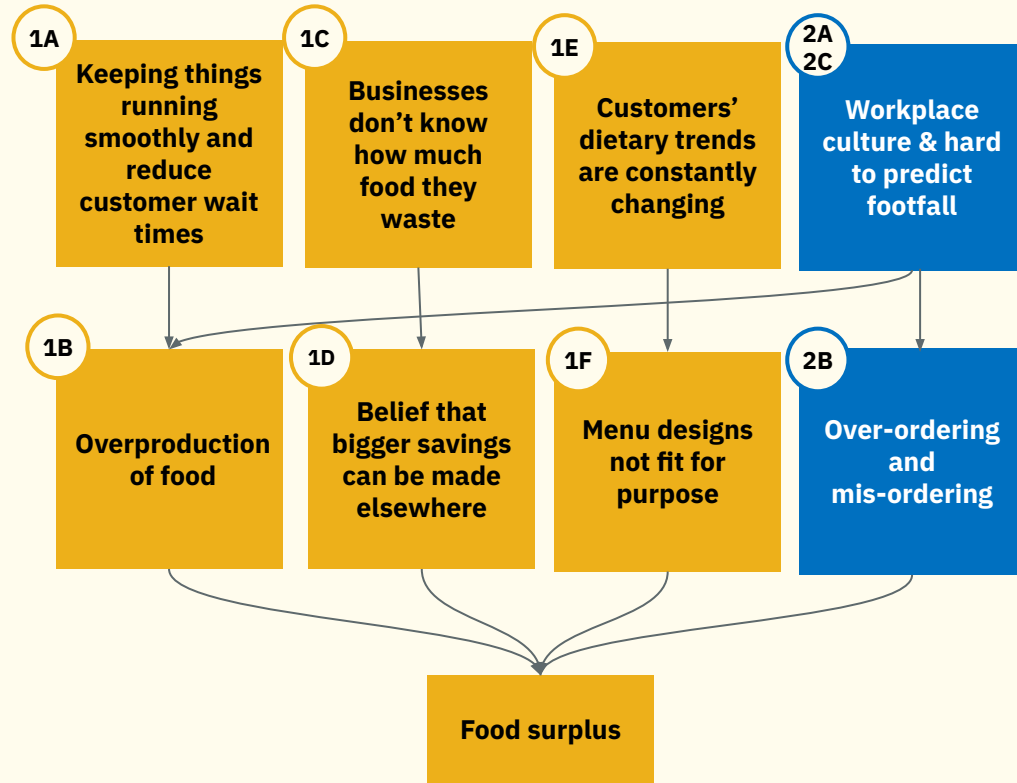 1A
Keeping things
running
smoothly and
reduce
customer wait
times
1C
Businesses
don’t know
how much
food they
waste
1E
Customers’
dietary trends
are constantly
changing
2A
2C
Workplace
culture & hard
to predict
footfall
1B
Overproduction
of food
1D
Belief that
bigger savings
can be made
elsewhere
1F
Menu designs
not fit for
purpose
2B
Over-ordering
and
mis-ordering
Food surplus